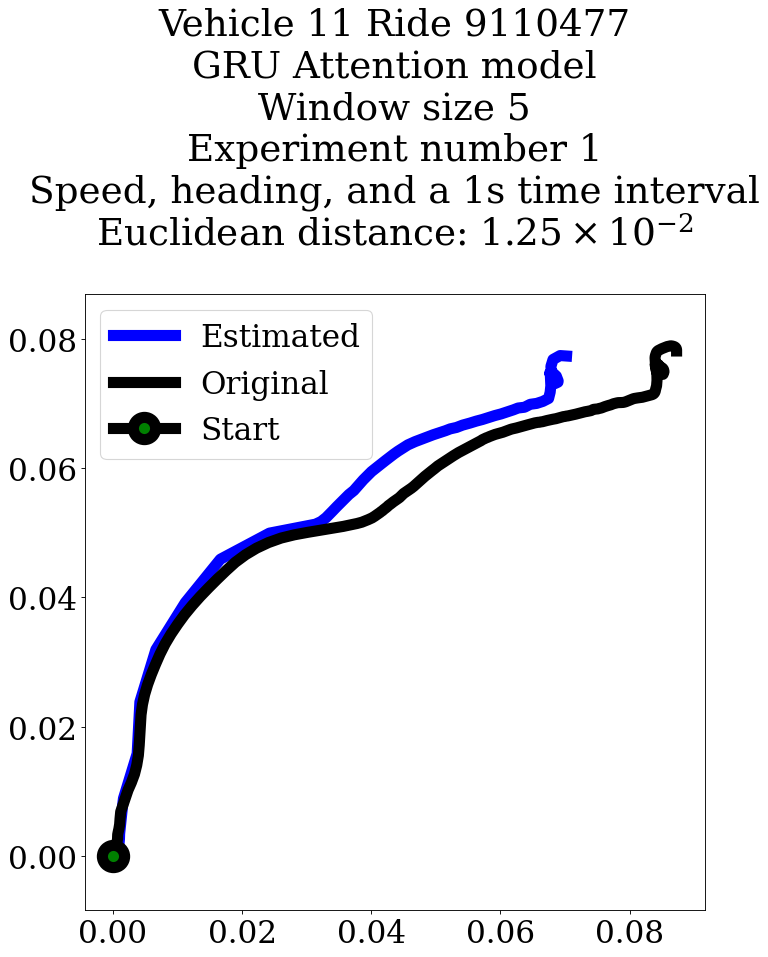 Vehicle 11 Ride 9110477
GRU Attention model
Window size 5
Experiment number 1
Speed, heading, and a 1s time interval
Euclidean distance: 1.25 × 10⁻²
Estimated
Original
Start
0.08
0.06
0.04
0.02
0.00
0.00 0.02 0.04 0.06 0.08